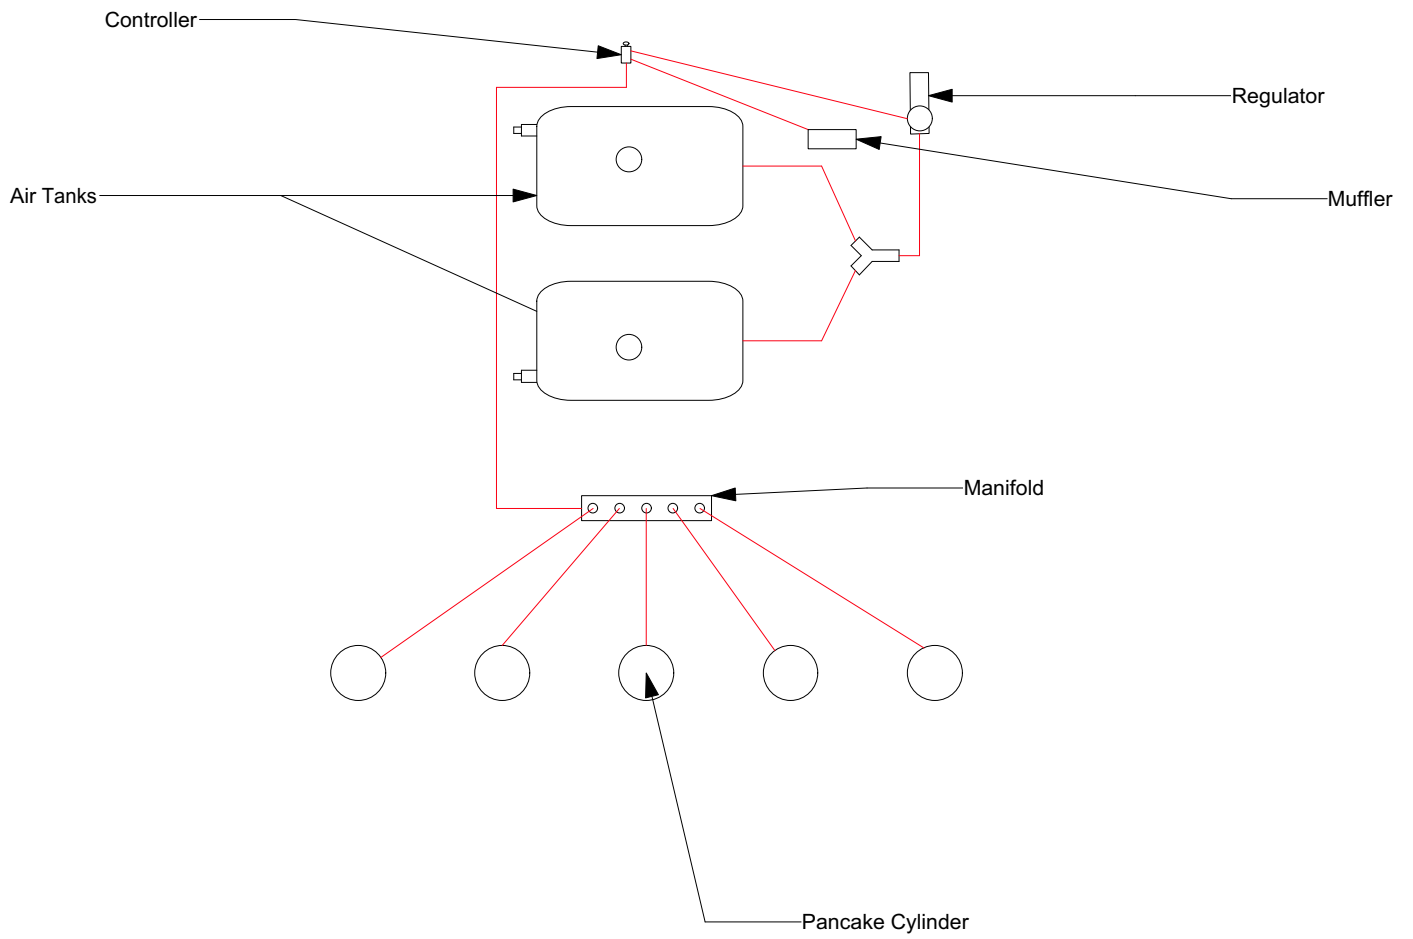 Controller
Regulator
Air Tanks
Muffler
Manifold
Pancake Cylinder